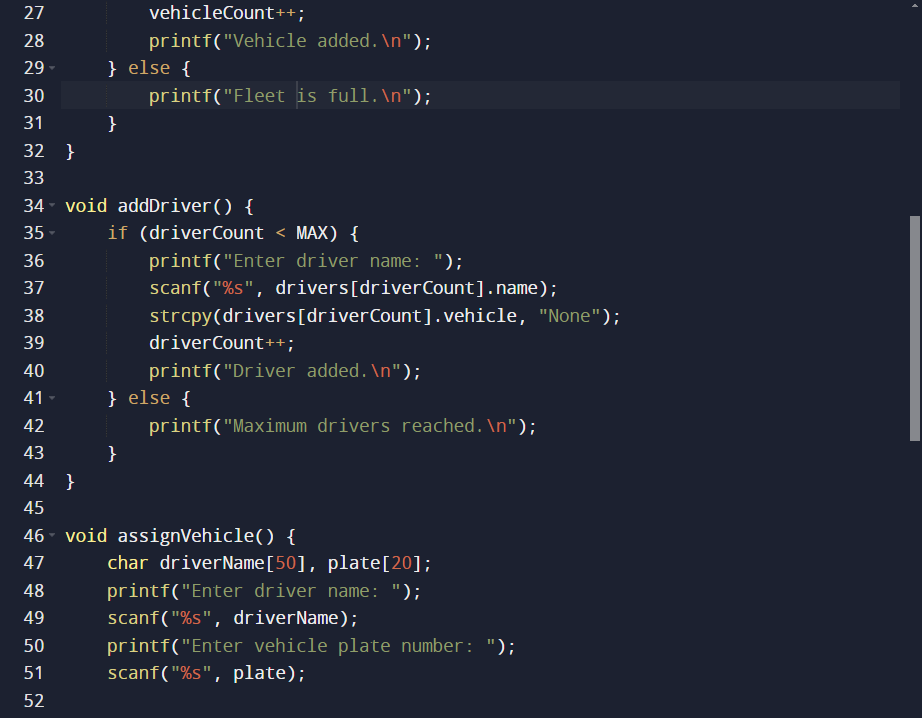 27         vehicleCount++;
28         printf("Vehicle added.\n");
29     } else {
30         printf("Fleet is full.\n");
31     }
32 }
33
34 void addDriver() {
35     if (driverCount < MAX) {
36         printf("Enter driver name: ");
37         scanf("%s", drivers[driverCount].name);
38         strcpy(drivers[driverCount].vehicle, "None");
39         driverCount++;
40         printf("Driver added.\n");
41     } else {
42         printf("Maximum drivers reached.\n");
43     }
44 }
45
46 void assignVehicle() {
47     char driverName[50], plate[20];
48     printf("Enter driver name: ");
49     scanf("%s", driverName);
50     printf("Enter vehicle plate number: ");
51     scanf("%s", plate);
52